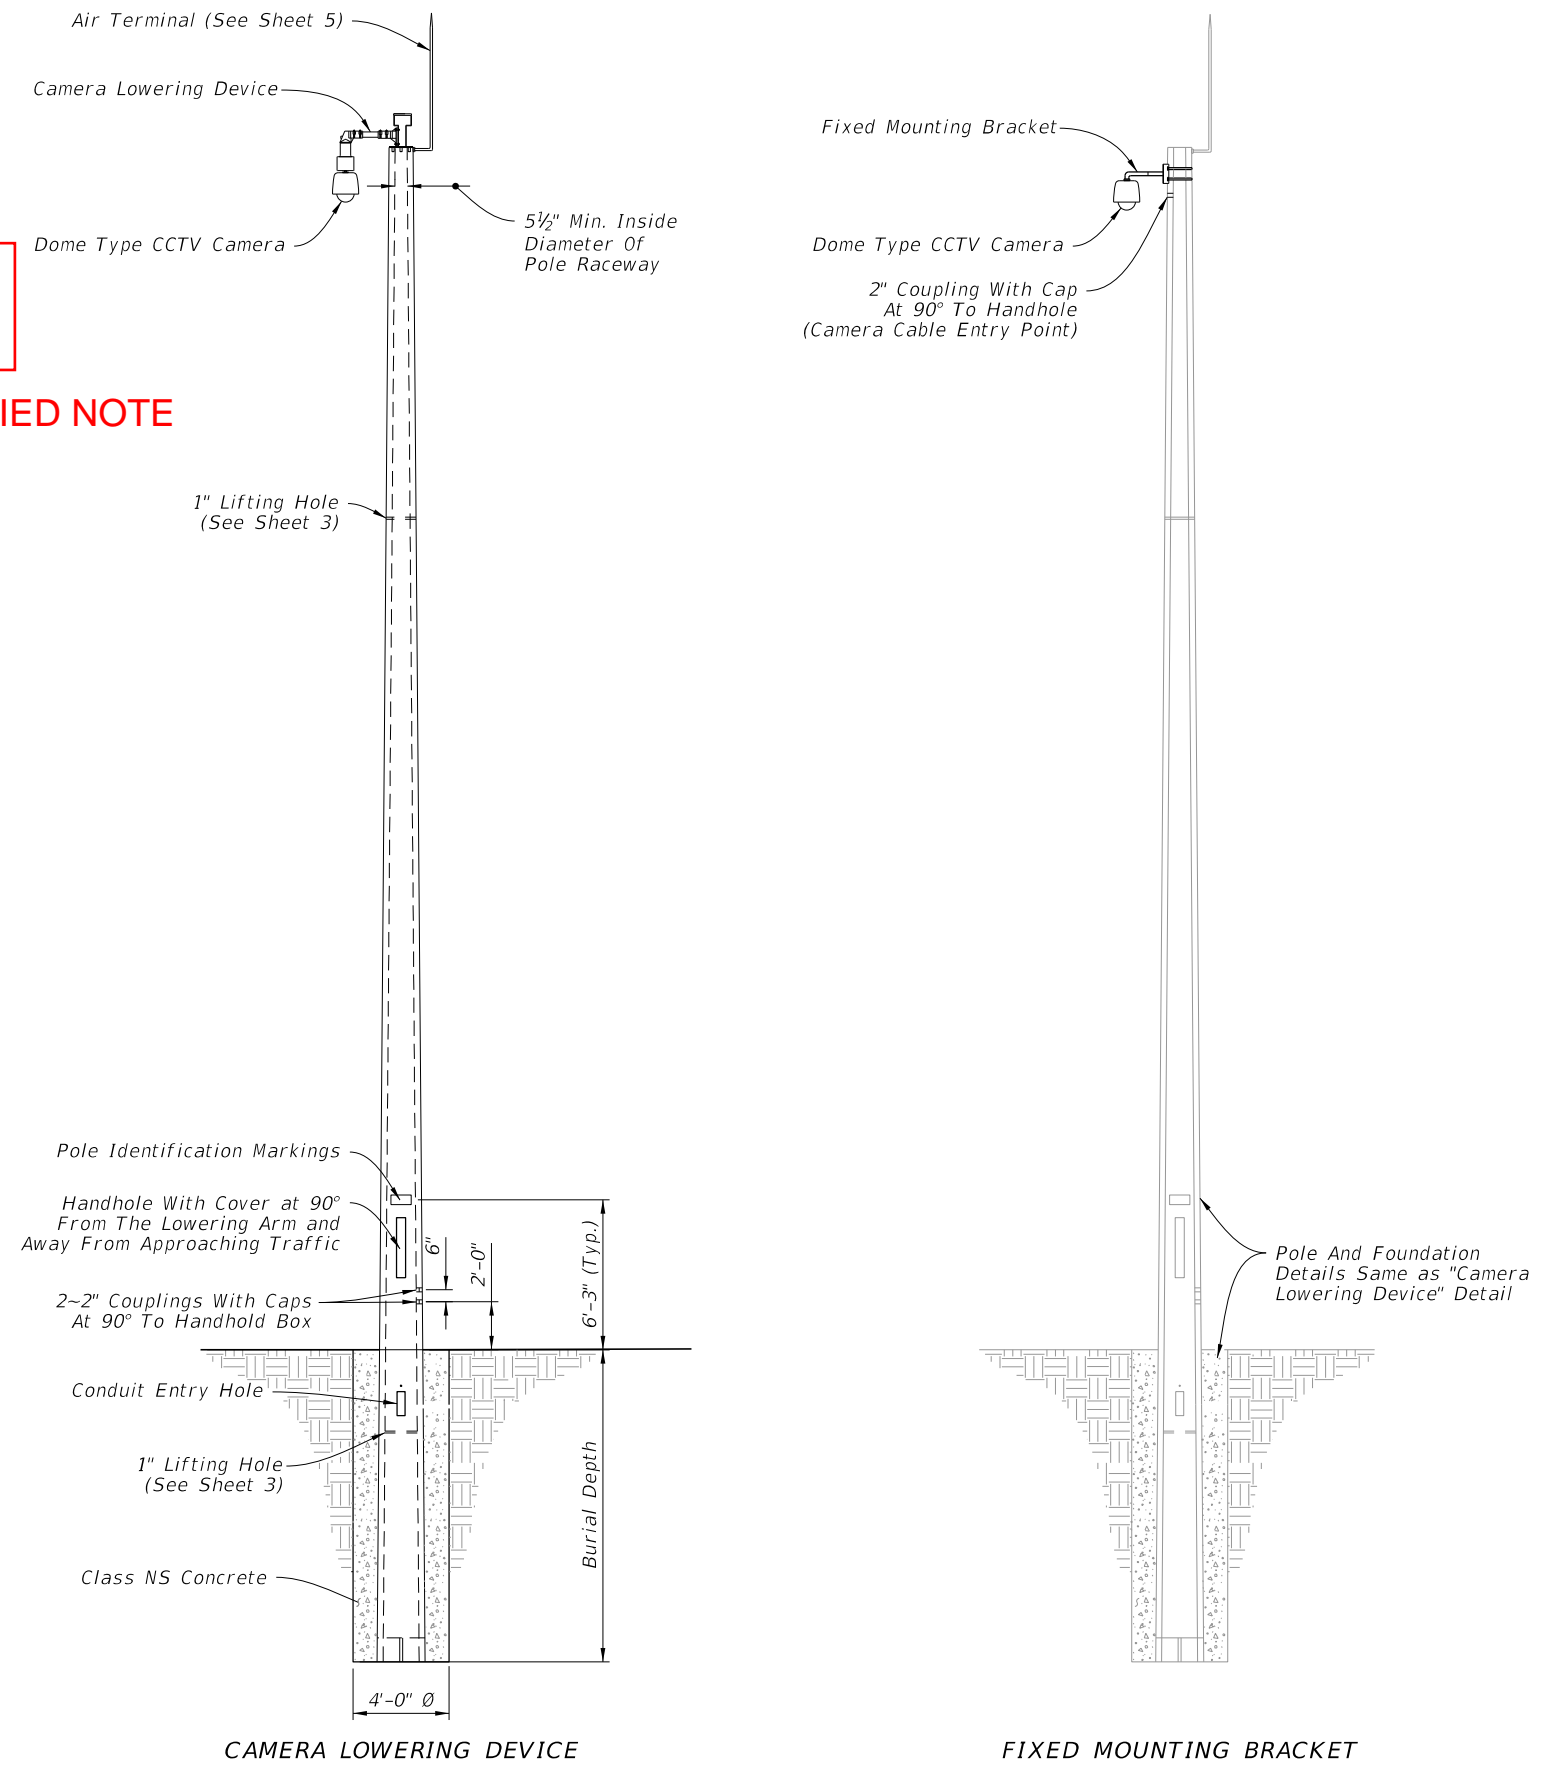 Air Terminal (See Sheet 5)
Camera Lowering Device
Dome Type CCTV Camera
5½" Min. Inside
Diameter Of
Pole Raceway
IED NOTE
1" Lifting Hole
(See Sheet 3)
Pole Identification Markings
Handhole With Cover at 90°
From The Lowering Arm and
Away From Approaching Traffic
2~2" Couplings With Caps
At 90° To Handhold Box
6"
2'-0"
6'-3" (Typ.)
Conduit Entry Hole
1" Lifting Hole
(See Sheet 3)
Burial Depth
Class NS Concrete
4'-0" Ø
CAMERA LOWERING DEVICE
Fixed Mounting Bracket
Dome Type CCTV Camera
2" Coupling With Cap
At 90° To Handhole
(Camera Cable Entry Point)
Pole And Foundation
Details Same as "Camera
Lowering Device" Detail
FIXED MOUNTING BRACKET